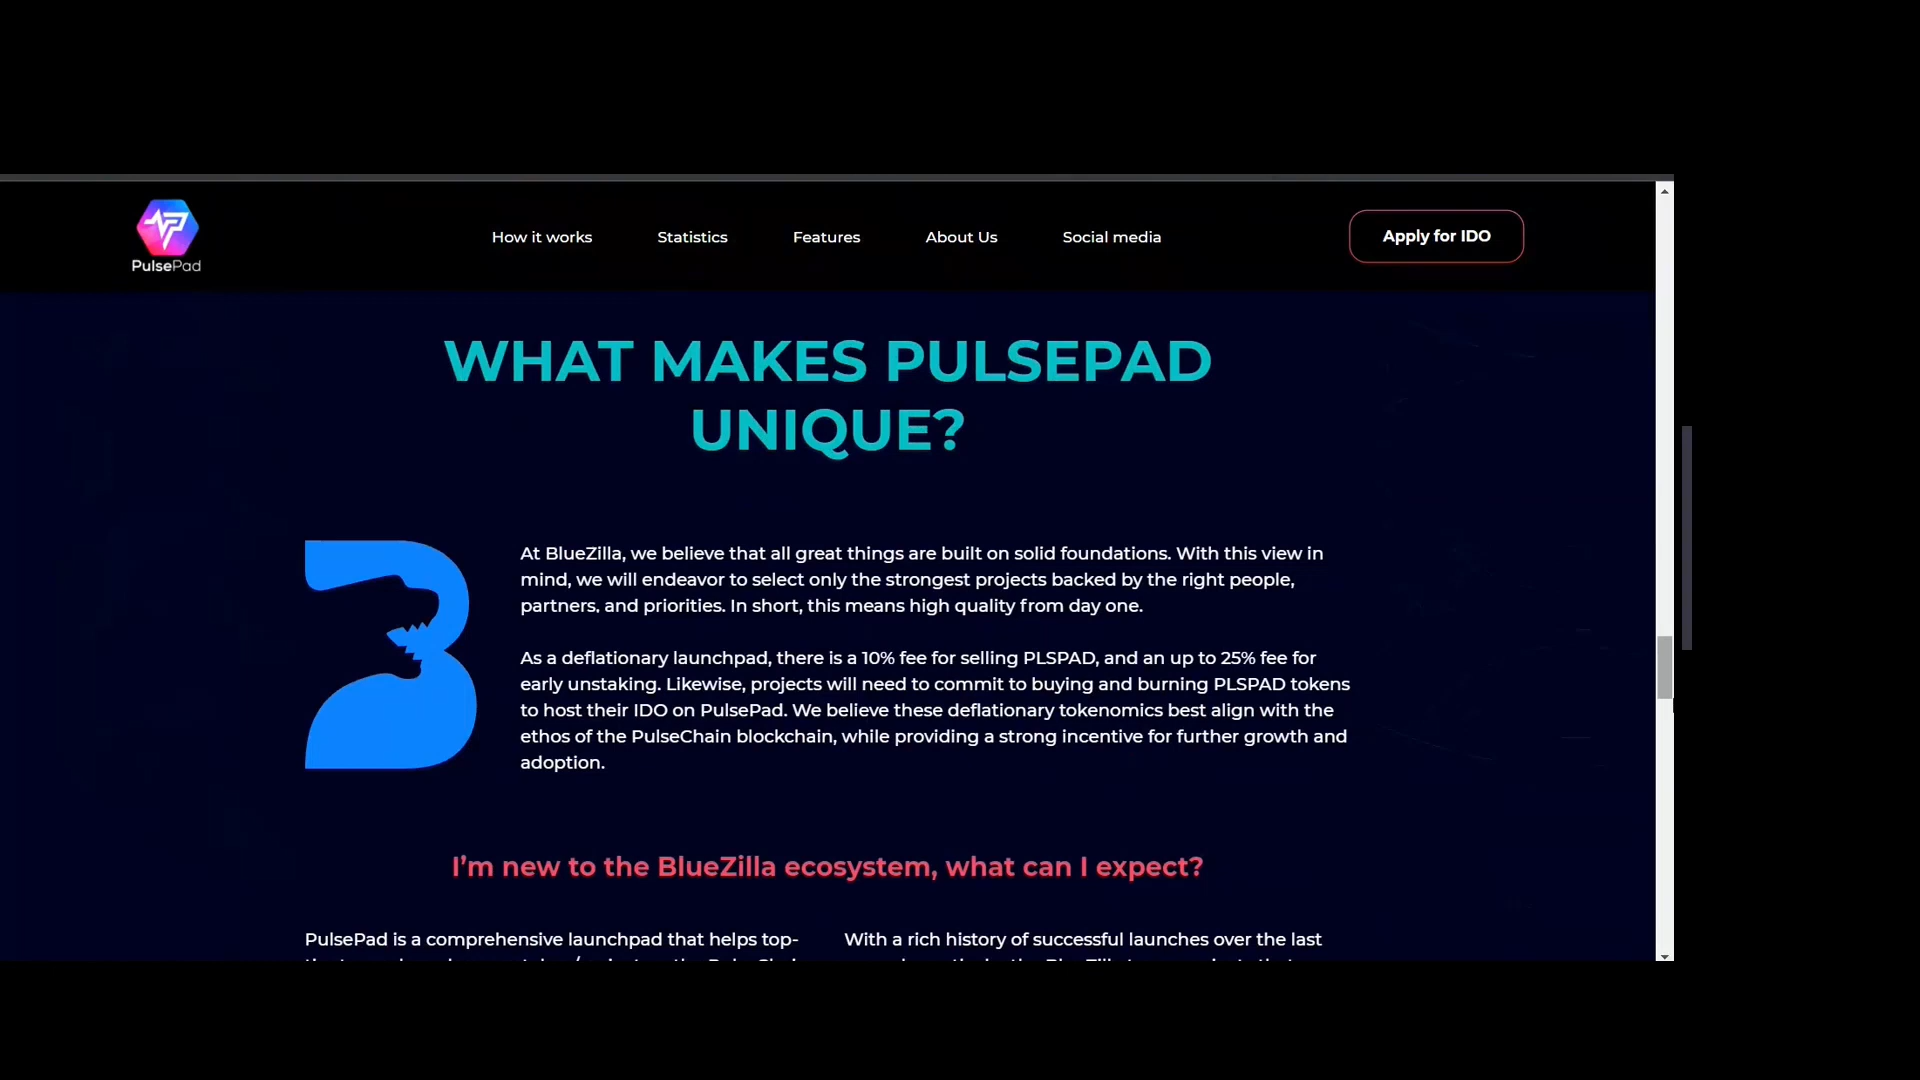 How it works
Statistics
Features
About Us
Social media
Apply for IDO
PulsePad
WHAT MAKES PULSEPAD
UNIQUE?
At BlueZilla, we believe that all great things are built on solid foundations. With this view in
mind, we will endeavor to select only the strongest projects backed by the right people,
partners. and priorities. In short, this means high quality from day one.
As a deflationary launchpad, there is a 10% fee for selling PLSPAD, and an up to 25% fee for
early unstaking. Likewise, projects will need to commit to buying and burning PLSPAD tokens
to host their IDO on PulsePad. We believe these deflationary tokenomics best align with the
ethos of the PulseChain blockchain, while providing a strong incentive for further growth and
adoption.
I'm new to the BlueZilla ecosystem, what can I expect?
PulsePad is a comprehensive launchpad that helps top-
With a rich history of successful launches over the last